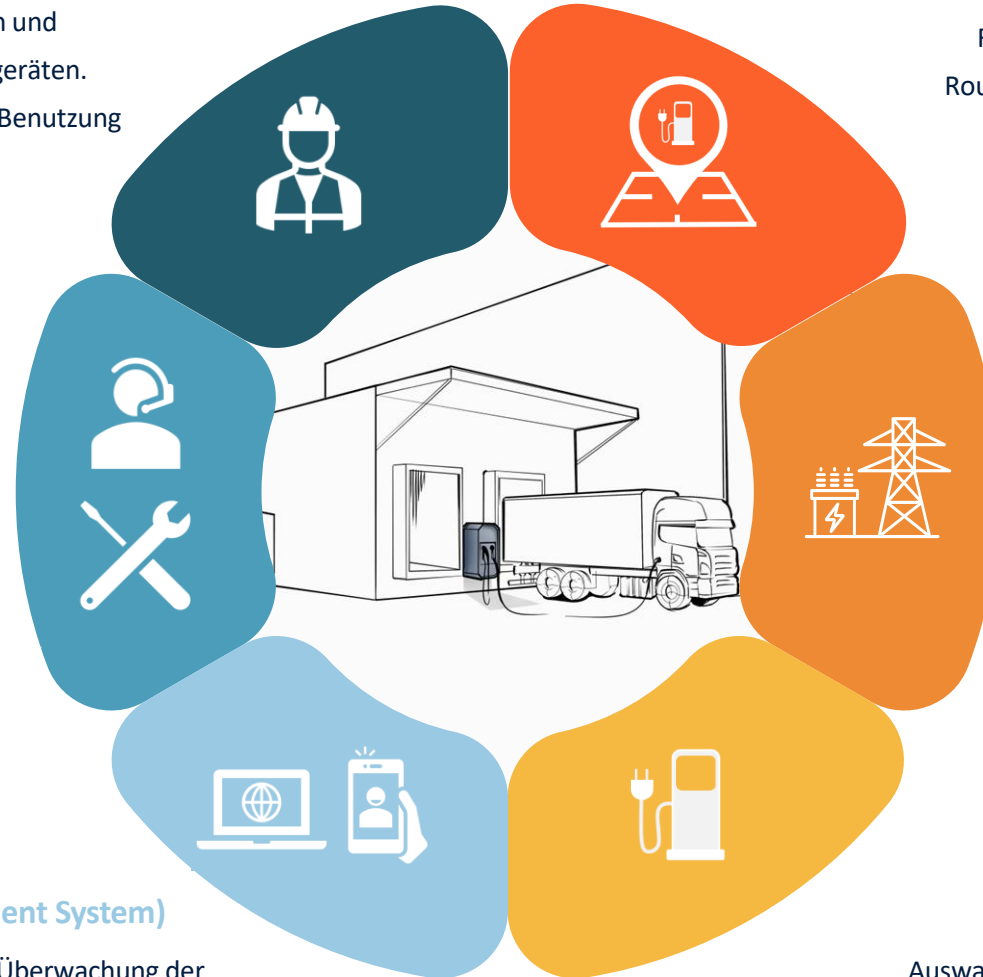 und
geräten.
Benutzung
Rou
ent System)
Überwachung der
Auswa